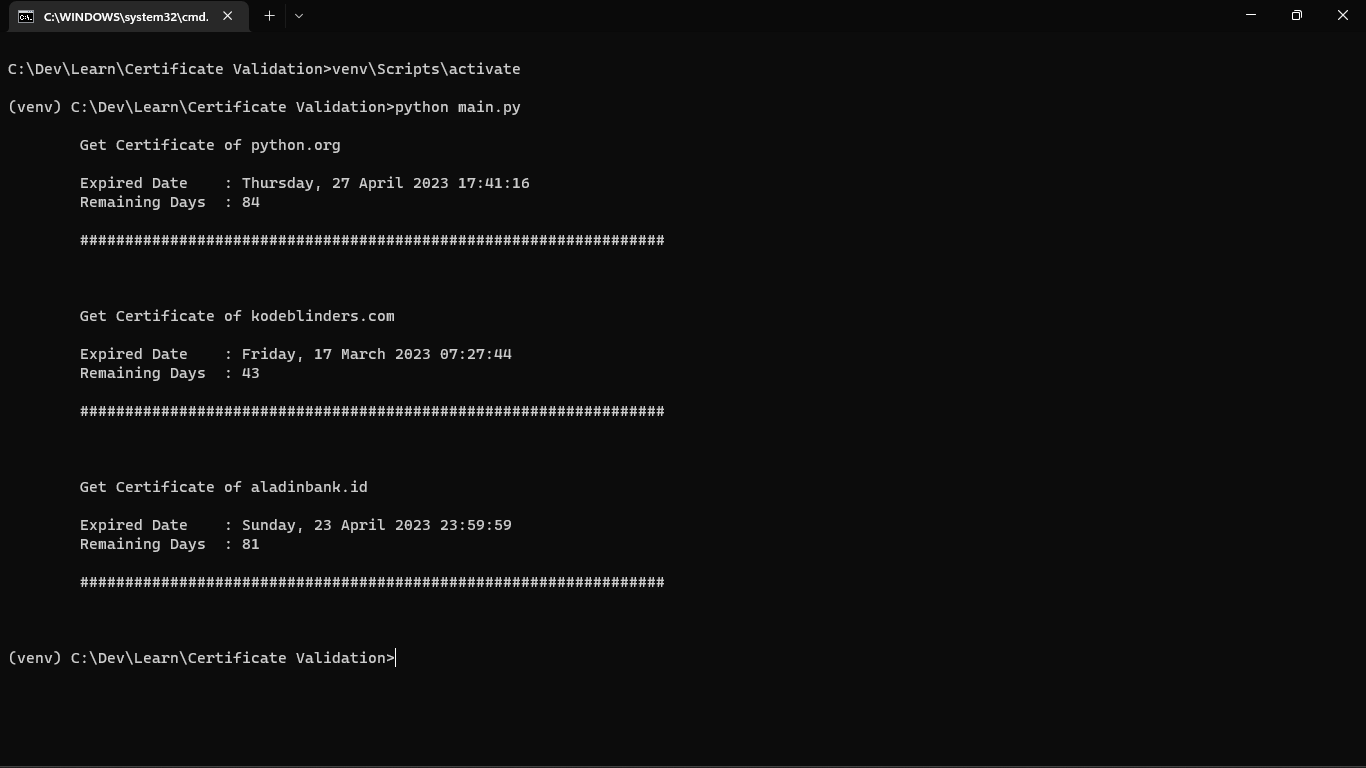 C:\WINDOWS\system32\cmd.
C:\Dev\Learn\Certificate Validation>venv\Scripts\activate
(venv) C:\Dev\Learn\Certificate Validation>python main.py
Get Certificate of python.org
Expired Date    : Thursday, 27 April 2023 17:41:16
Remaining Days  : 84
#################################################################
Get Certificate of kodeblinders.com
Expired Date    : Friday, 17 March 2023 07:27:44
Remaining Days  : 43
#################################################################
Get Certificate of aladinbank.id
Expired Date    : Sunday, 23 April 2023 23:59:59
Remaining Days  : 81
#################################################################
(venv) C:\Dev\Learn\Certificate Validation>